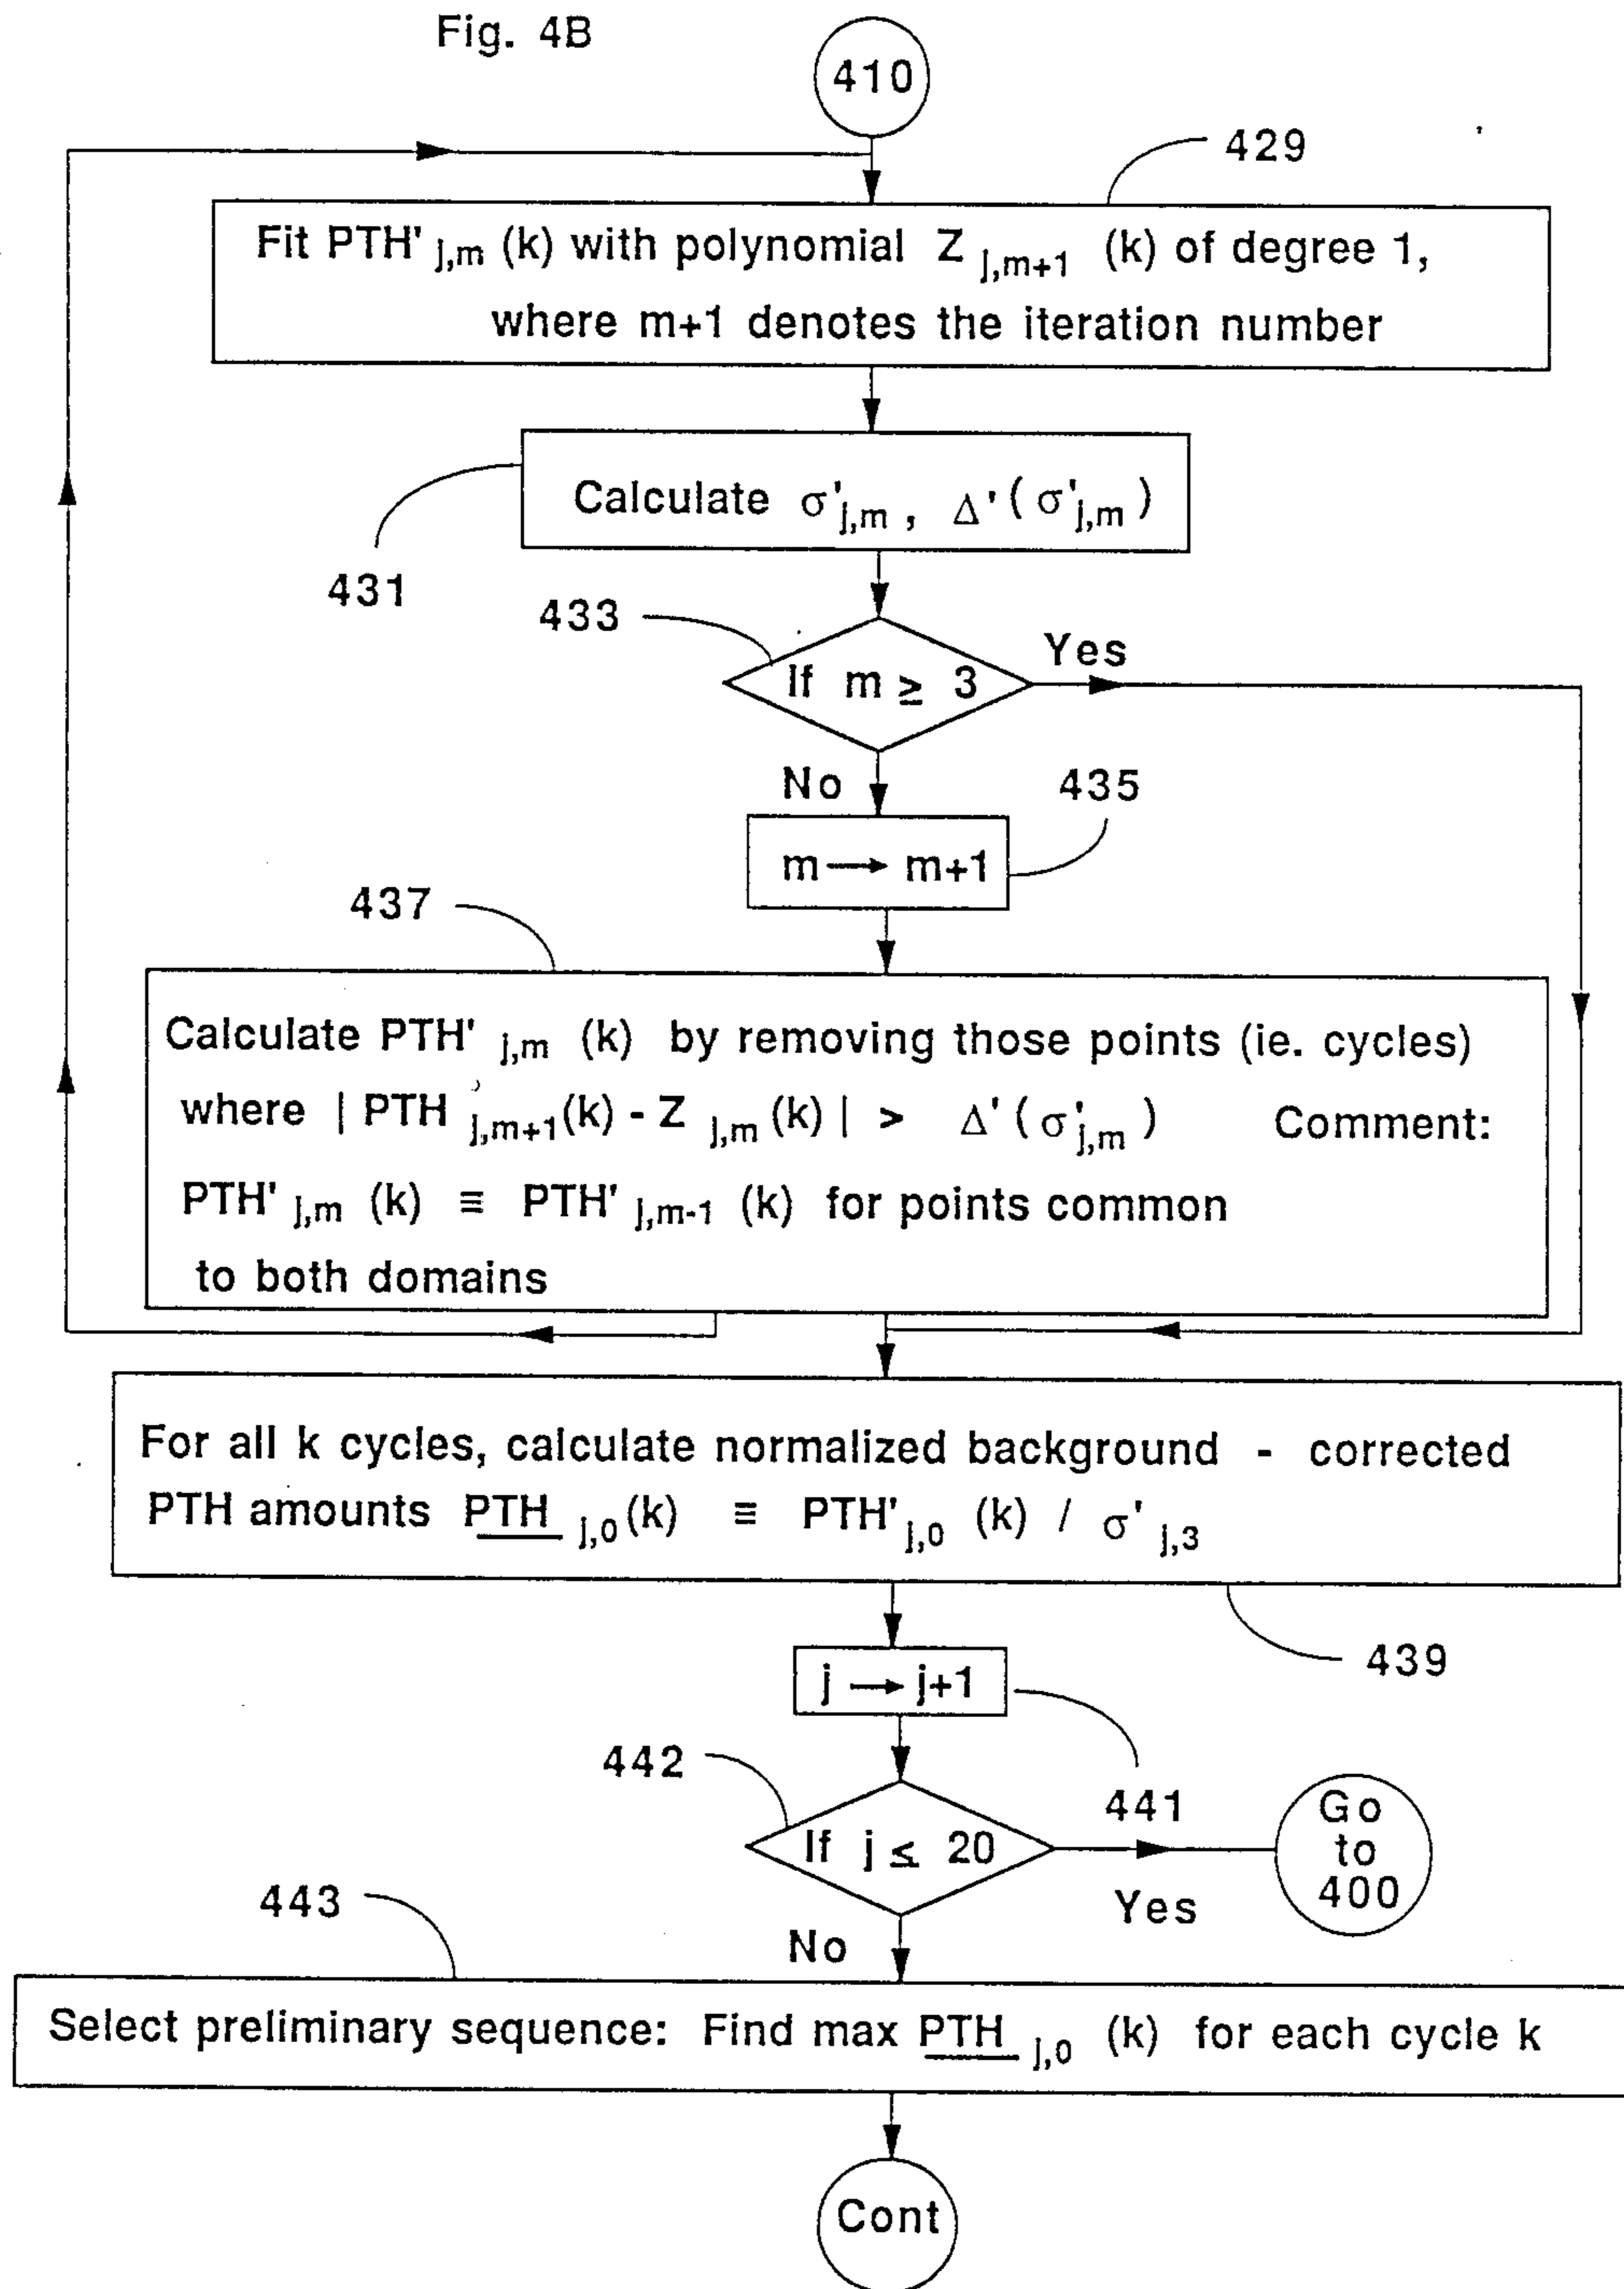 Fig. 4B
410
429
Fit PTH' j,m (k) with polynomial Z j,m+1 (k) of degree 1,
where m+1 denotes the iteration number
Calculate σ'j,m , Δ'(σ'j,m)
431
433
If m ≥ 3
Yes
No
435
m → m+1
437
Calculate PTH' j,m (k) by removing those points (ie. cycles)
where | PTH j,m+1(k) - Z j,m (k) | > Δ'(σ'j,m) Comment:
PTH' j,m (k) ≡ PTH' j,m-1 (k) for points common
to both domains
For all k cycles, calculate normalized background - corrected
PTH amounts PTH j,0(k) ≡ PTH' j,0 (k) / σ' j,3
439
j → j+1
441
442
If j ≤ 20
Yes
Go
to
400
No
443
Select preliminary sequence: Find max PTH j,0 (k) for each cycle k
Cont